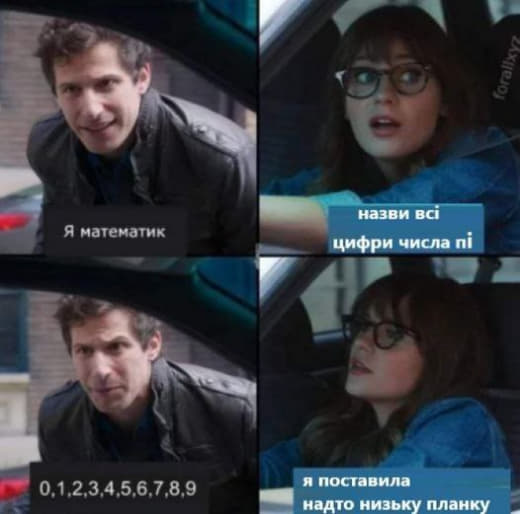 forallxyz
Я математик
назви всі
цифри числа пі
0,1,2,3,4,5,6,7,8,9
я поставила
надто низьку планку